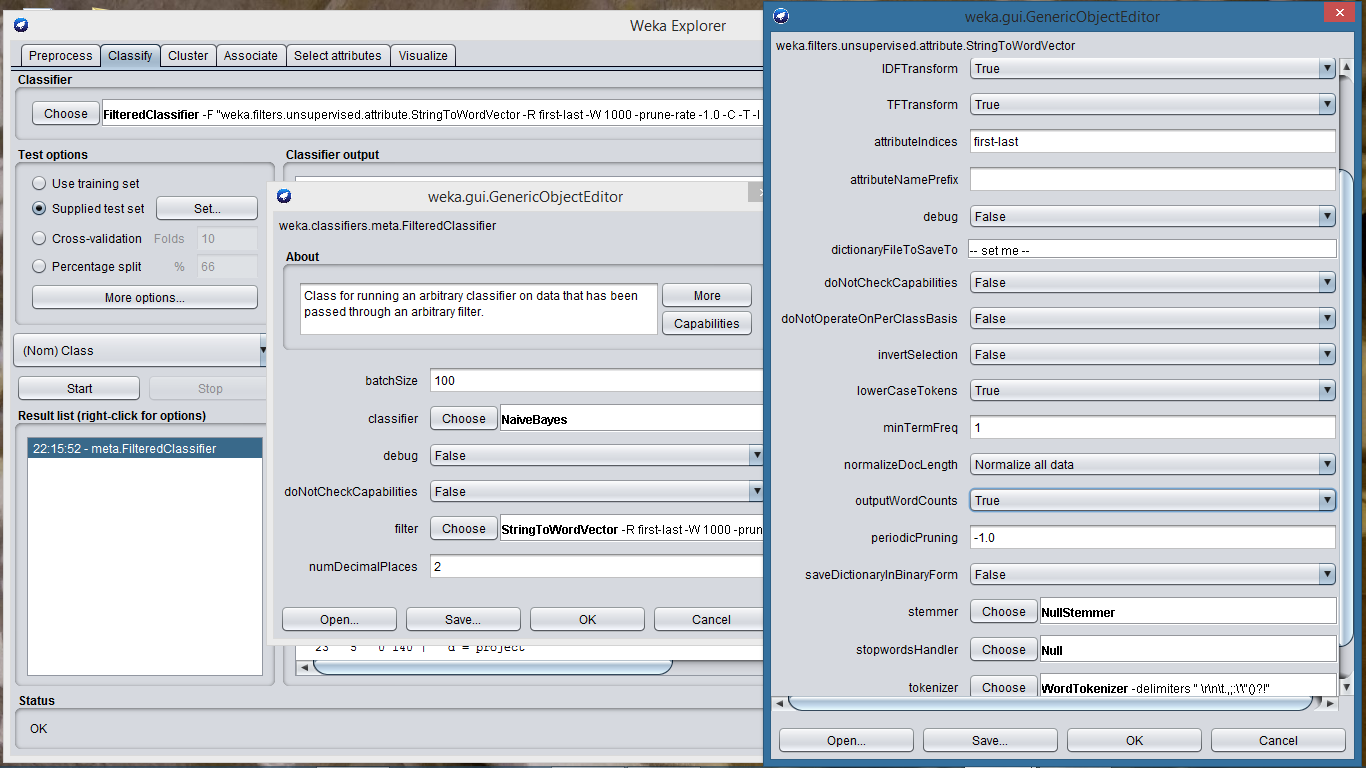 Weka Explorer
Preprocess Classify Cluster Associate Select attributes Visualize
Classifier
Choose FilteredClassifier -F "weka.filters.unsupervised.attribute.StringToWordVector -R first-last -W 1000 -prune-rate -1.0 -C -T -I
Test options
Use training set
Supplied test set Set...
Cross-validation Folds 10
Percentage split % 66
More options...
(Nom) Class
Start Stop
Result list (right-click for options)
22:15:52 - meta.FilteredClassifier
Classifier output
23 5 0 140 | d = project
Status
OK
weka.gui.GenericObjectEditor
weka.classifiers.meta.FilteredClassifier
About
Class for running an arbitrary classifier on data that has been
passed through an arbitrary filter.
More
Capabilities
batchSize 100
classifier Choose NaiveBayes
debug False
doNotCheckCapabilities False
filter Choose StringToWordVector -R first-last -W 1000 -prun
numDecimalPlaces 2
Open... Save... OK Cancel
weka.gui.GenericObjectEditor
weka.filters.unsupervised.attribute.StringToWordVector
IDFTransform True
TFTransform True
attributeIndices first-last
attributeNamePrefix
debug False
dictionaryFileToSaveTo -- set me --
doNotCheckCapabilities False
doNotOperateOnPerClassBasis False
invertSelection False
lowerCaseTokens True
minTermFreq 1
normalizeDocLength Normalize all data
outputWordCounts True
periodicPruning -1.0
saveDictionaryInBinaryForm False
stemmer Choose NullStemmer
stopwordsHandler Choose Null
tokenizer Choose WordTokenizer -delimiters " \r\n\t.,;:\'\"()?!"
Open... Save... OK Cancel